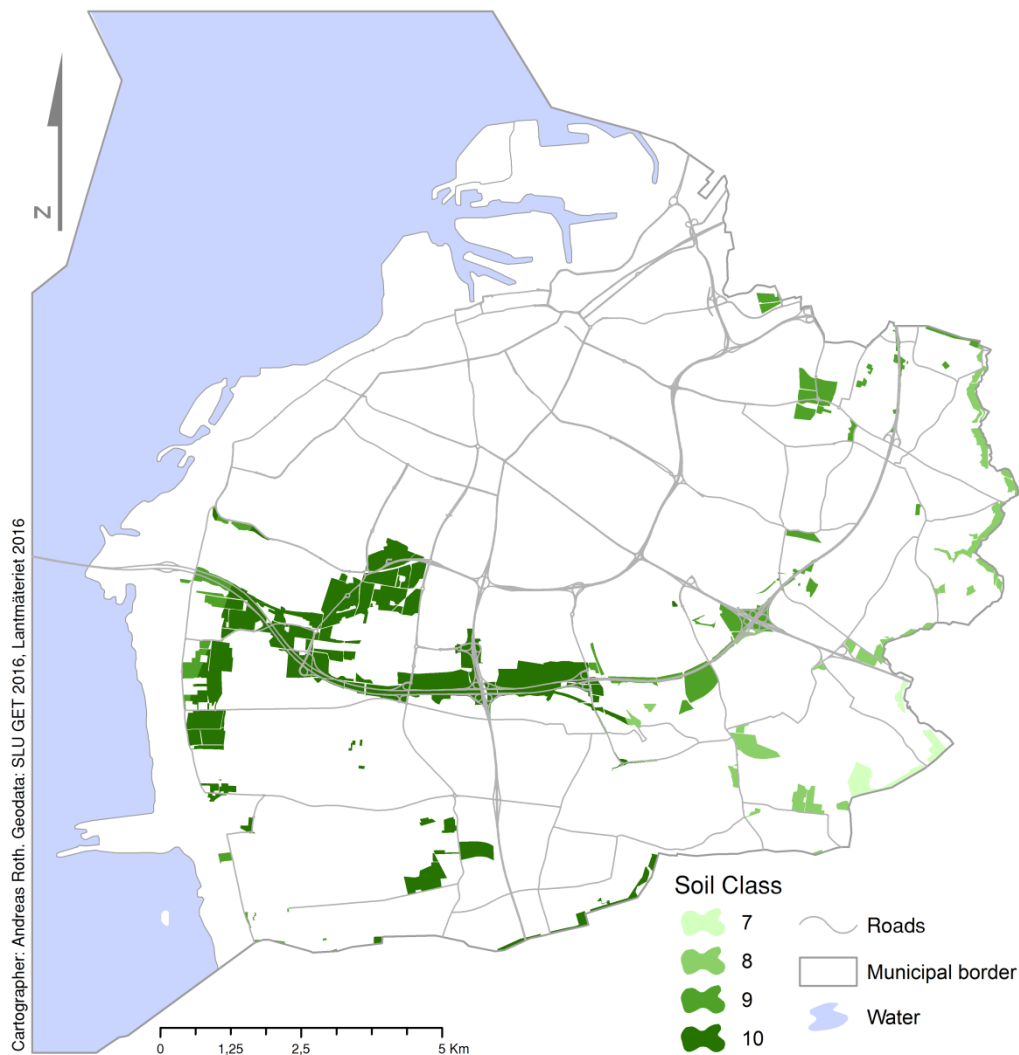 N
Cartographer: Andreas Roth. Geodata: SLU GET 2016, Lantmäteriet 2016
Soil Class
7
8
9
10
Roads
Municipal border
Water
0 1,25 2,5 5 Km